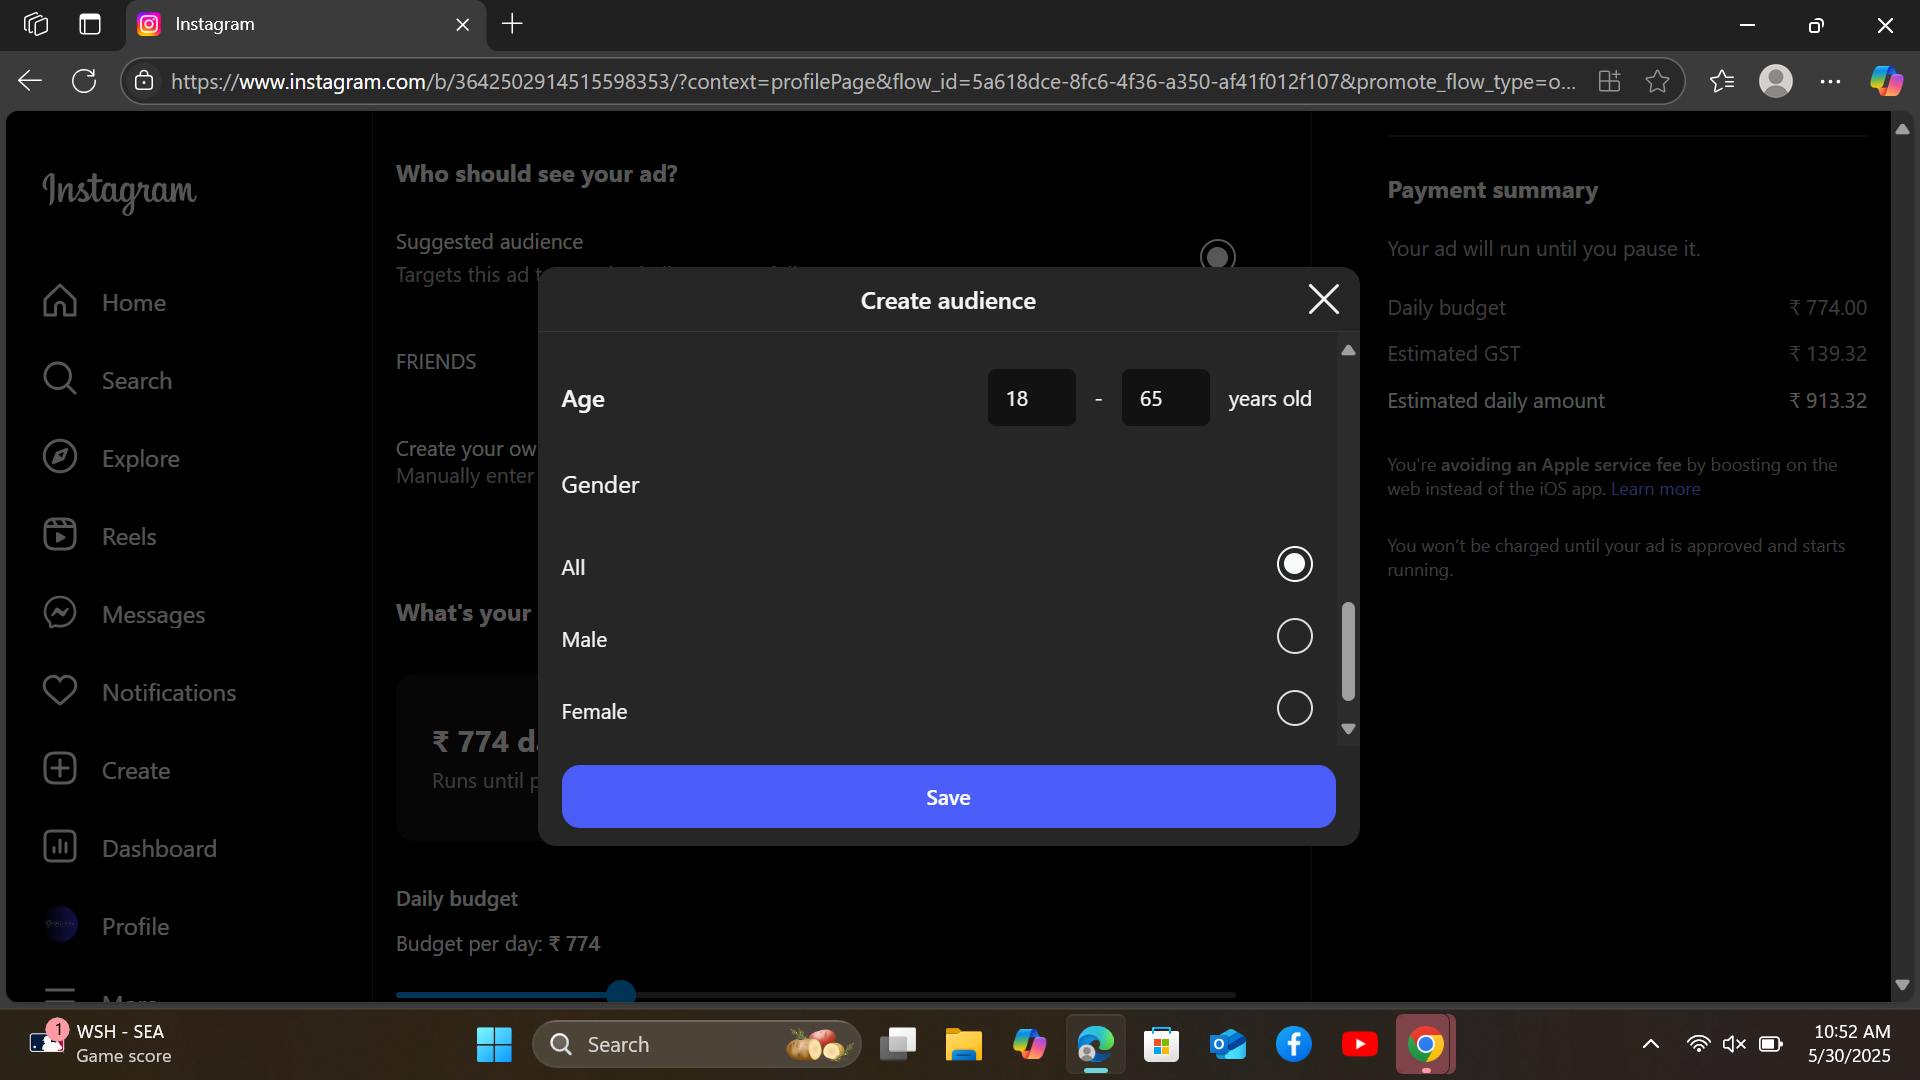 Instagram
https://www.instagram.com/b/3642502914515598353/?context=profilePage&flow_id=5a618dce-8fc6-4f36-a350-af41f012f107&promote_flow_type=o...
Instagram
Home
Search
Explore
Reels
Messages
Notifications
Create
Dashboard
Profile
More
Who should see your ad?
Suggested audience
Targets this ad t
FRIENDS
Create your ow
Manually enter
What's your
₹ 774 d
Runs until p
Daily budget
Budget per day: ₹ 774
Create audience
Age 18 - 65 years old
Gender
All
Male
Female
Save
Payment summary
Your ad will run until you pause it.
Daily budget ₹ 774.00
Estimated GST ₹ 139.32
Estimated daily amount ₹ 913.32
You're avoiding an Apple service fee by boosting on the
web instead of the iOS app. Learn more
You won't be charged until your ad is approved and starts
running.
1
WSH - SEA
Game score
Search
10:52 AM
5/30/2025